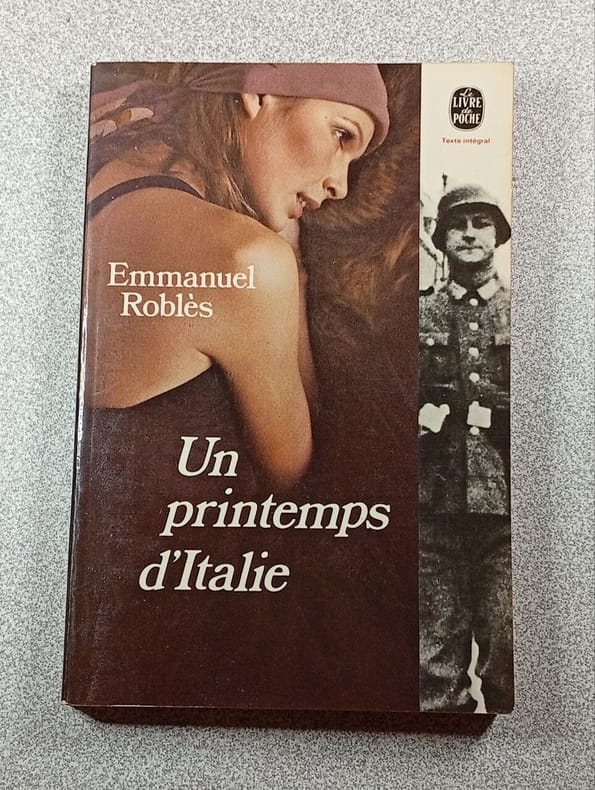 Le
LIVRE
de
POCHE
Texte intégral
Emmanuel
Roblès
Un
printemps
d'Italie